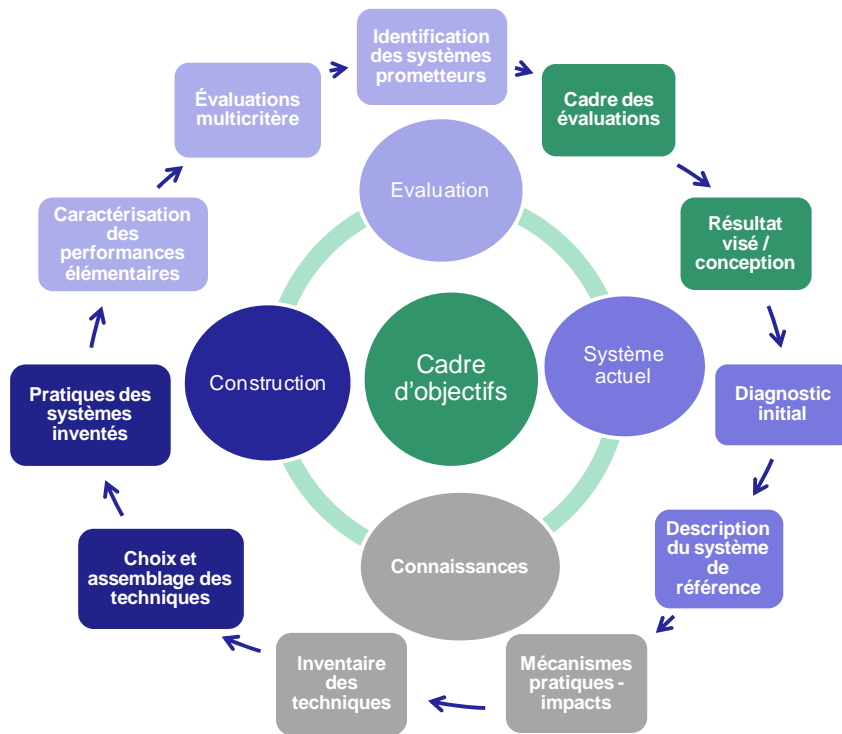 Identification
des systèmes
prometteurs
Cadre des
évaluations
Résultat
visé /
conception
Diagnostic
initial
Description
du système
de
référence
Mécanismes
pratiques -
impacts
Inventaire
des
techniques
Choix et
assemblage des
techniques
Pratiques des
systèmes
inventés
Caractérisation
des
performances
élémentaires
Évaluations
multicritère
Evaluation
Système
actuel
Connaissances
Construction
Cadre
d'objectifs